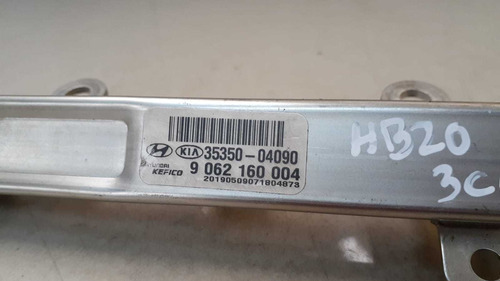 KIA 35350-04090
HYUNDAI
KEFICO 9 062 160 004
20190509071804873
HB20
3C